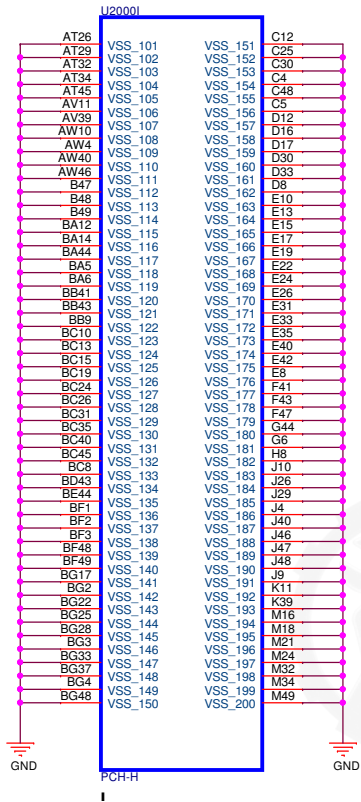 U2000I
AT26 VSS_101 VSS_151 C12
AT29 VSS_102 VSS_152 C25
AT32 VSS_103 VSS_153 C30
AT34 VSS_104 VSS_154 C4
AT45 VSS_105 VSS_155 C48
AV11 VSS_106 VSS_156 C5
AV39 VSS_107 VSS_157 D12
AW10 VSS_108 VSS_158 D16
AW4 VSS_109 VSS_159 D17
AW40 VSS_110 VSS_160 D30
AW46 VSS_111 VSS_161 D33
B47 VSS_112 VSS_162 D8
B48 VSS_113 VSS_163 E10
B49 VSS_114 VSS_164 E13
BA12 VSS_115 VSS_165 E15
BA14 VSS_116 VSS_166 E17
BA44 VSS_117 VSS_167 E19
BA5 VSS_118 VSS_168 E22
BA6 VSS_119 VSS_169 E24
BB41 VSS_120 VSS_170 E26
BB43 VSS_121 VSS_171 E31
BB9 VSS_122 VSS_172 E33
BC10 VSS_123 VSS_173 E35
BC13 VSS_124 VSS_174 E40
BC15 VSS_125 VSS_175 E42
BC19 VSS_126 VSS_176 E8
BC24 VSS_127 VSS_177 F41
BC26 VSS_128 VSS_178 F43
BC31 VSS_129 VSS_179 F47
BC35 VSS_130 VSS_180 G44
BC40 VSS_131 VSS_181 G6
BC45 VSS_132 VSS_182 H8
BC8 VSS_133 VSS_183 J10
BD43 VSS_134 VSS_184 J26
BE44 VSS_135 VSS_185 J29
BF1 VSS_136 VSS_186 J4
BF2 VSS_137 VSS_187 J40
BF3 VSS_138 VSS_188 J46
BF48 VSS_139 VSS_189 J47
BF49 VSS_140 VSS_190 J48
BG17 VSS_141 VSS_191 J9
BG2 VSS_142 VSS_192 K11
BG22 VSS_143 VSS_193 K39
BG25 VSS_144 VSS_194 M16
BG28 VSS_145 VSS_195 M18
BG3 VSS_146 VSS_196 M21
BG33 VSS_147 VSS_197 M24
BG37 VSS_148 VSS_198 M32
BG4 VSS_149 VSS_199 M34
BG48 VSS_150 VSS_200 M49
GND GND
PCH-H